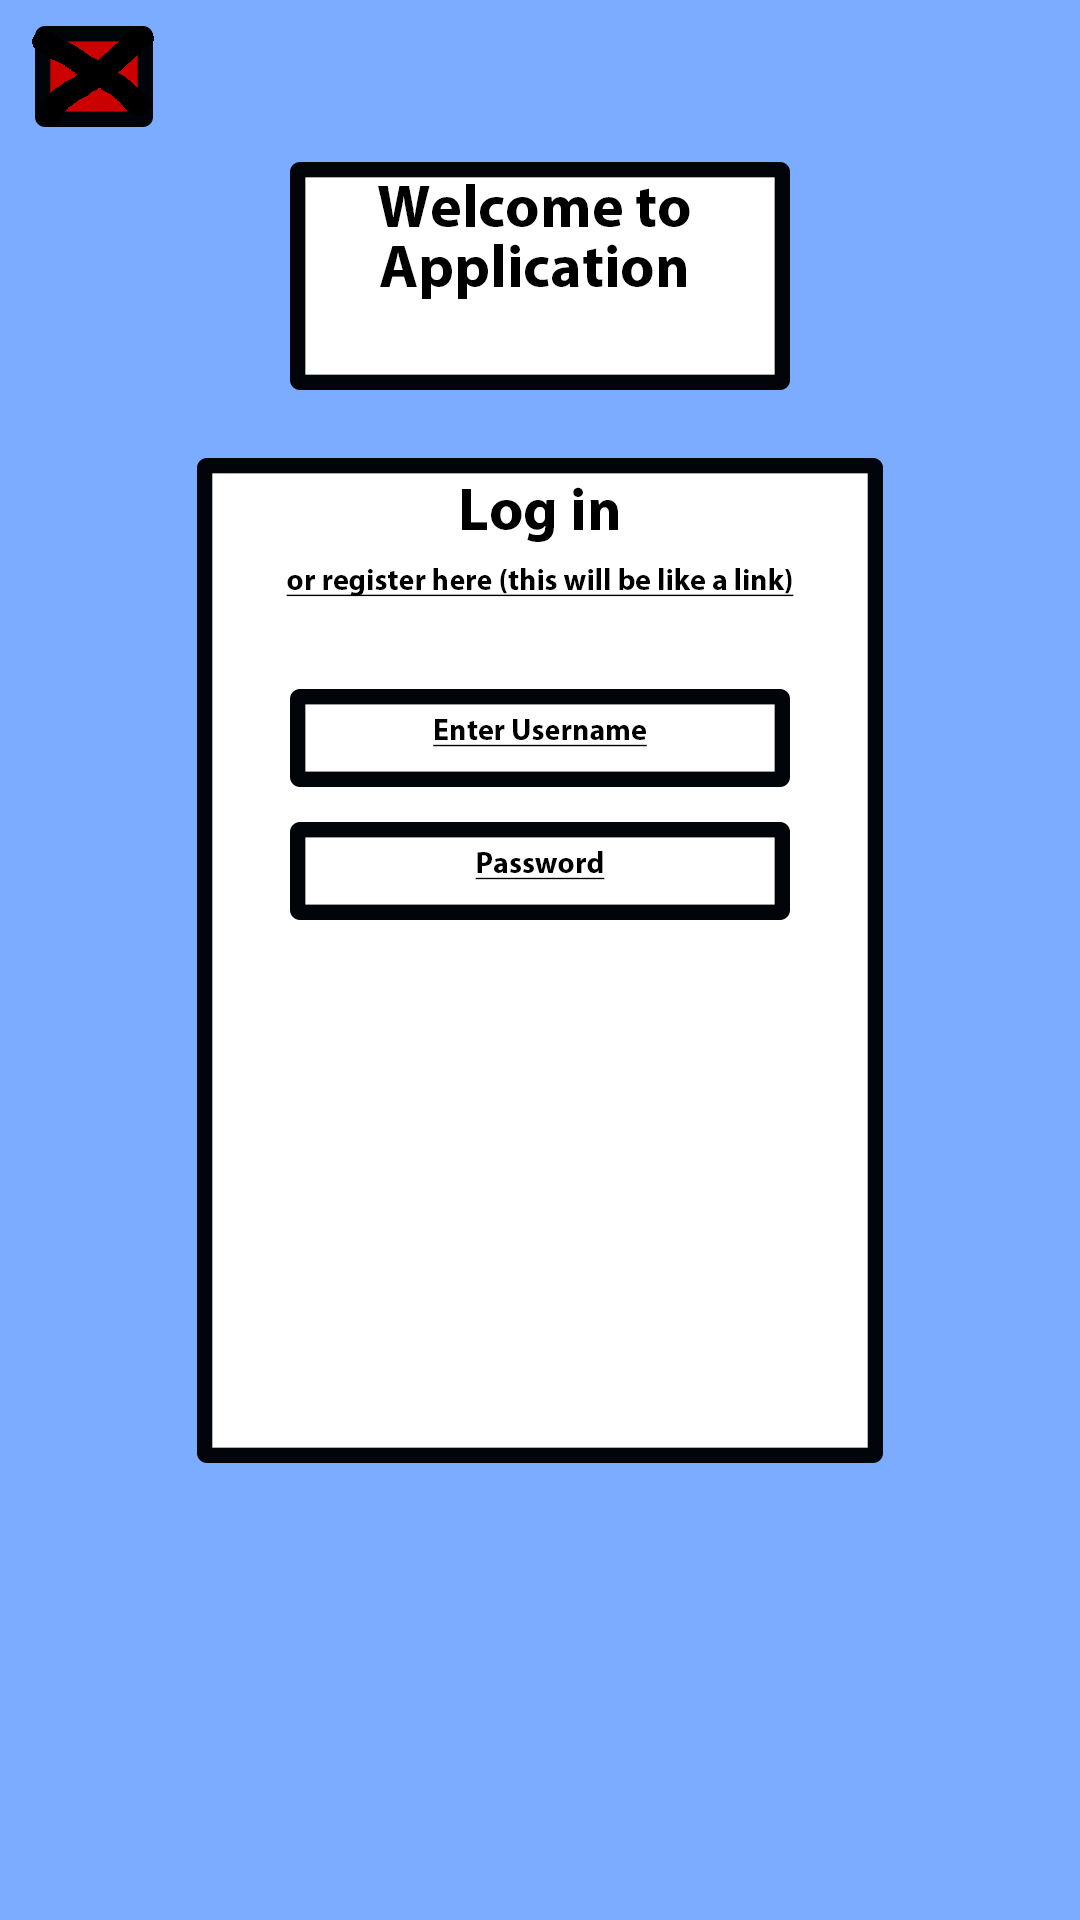 Welcome to
Application
Log in
or register here (this will be like a link)
Enter Username
Password